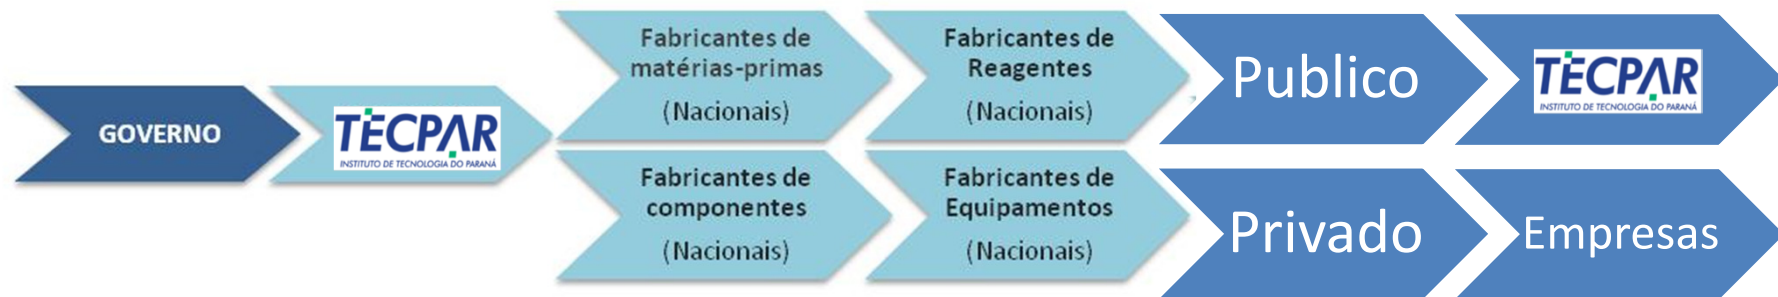 GOVERNO
TECPAR
INSTITUTO DE TECNOLOGIA DO PARANÁ
Fabricantes de
matérias-primas
(Nacionais)
Fabricantes de
Reagentes
(Nacionais)
Publico
TECPAR
INSTITUTO DE TECNOLOGIA DO PARANÁ
Fabricantes de
componentes
(Nacionais)
Fabricantes de
Equipamentos
(Nacionais)
Privado
Empresas